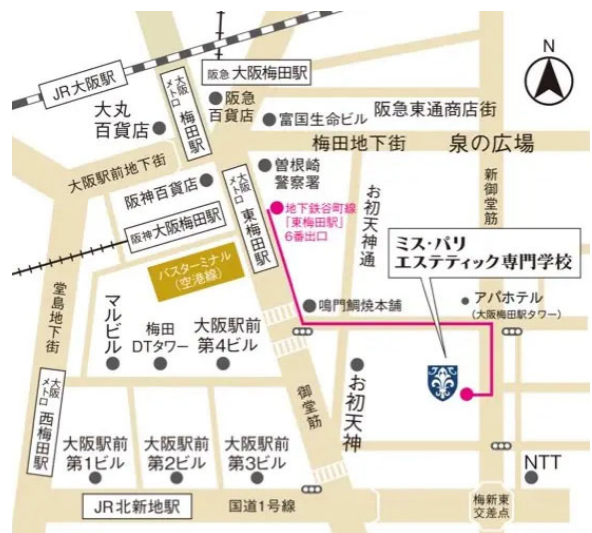 N
JR大阪駅
阪急 大阪梅田駅
大阪
メトロ
梅田駅
大丸
百貨店
阪急
百貨店
富国生命ビル
阪急東通商店街
梅田地下街
泉の広場
大阪駅前地下街
曽根崎
警察署
阪神百貨店
大阪
メトロ
東梅田駅
地下鉄谷町線
「東梅田駅」
6番出口
お初天神通
新御堂筋
阪神 大阪梅田駅
ミス・パリ
エステティック専門学校
バスターミナル
(空港線)
堂島地下街
マルビル
梅田
DTタワー
大阪駅前
第4ビル
鳴門鯛焼本舗
アパホテル
(大阪梅田駅タワー)
御堂筋
お初天神
大阪
メトロ
西梅田駅
大阪駅前
第1ビル
大阪駅前
第2ビル
大阪駅前
第3ビル
NTT
JR北新地駅
国道1号線
梅新東
交差点